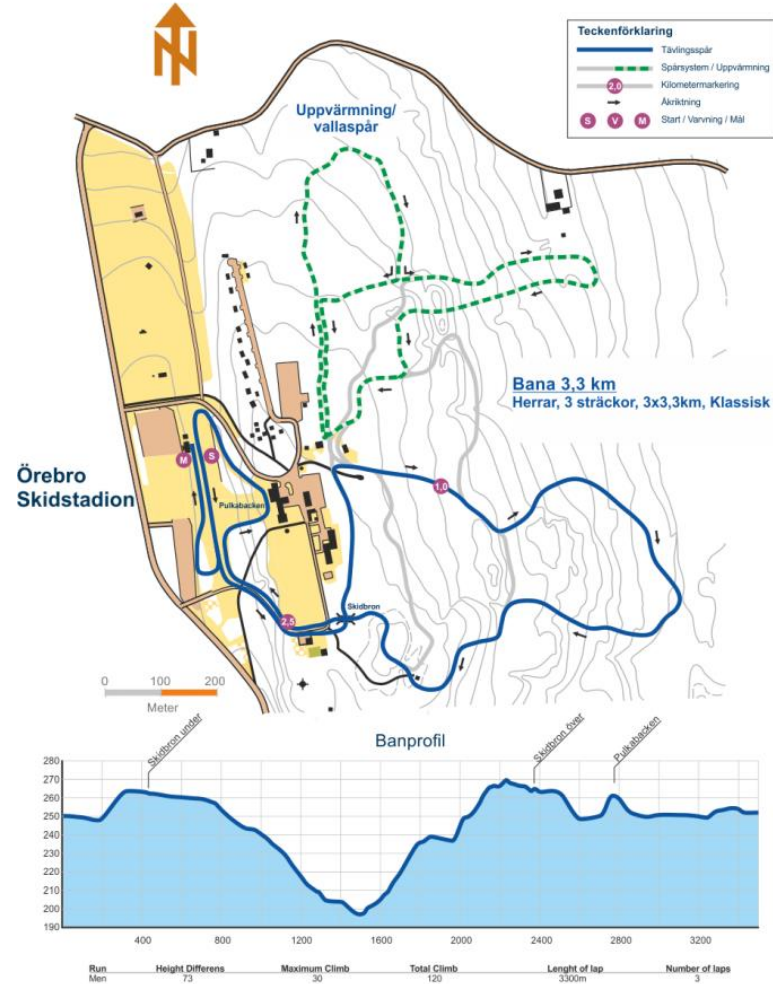 Teckenförklaring
Tävlingsspår
Spårsystem / Uppvärmning
2.0 Kilometermarkering
Åkriktning
S V M Start / Varvning / Mål
Uppvärmning/
vallaspår
Bana 3,3 km
Herrar, 3 sträckor, 3x3,3km, Klassisk
Örebro
Skidstadion
M
S
1,0
Pulkabacken
Skidbron
2,5
0 100 200
Meter
Banprofil
Skidbron under
Skidbron över
Pulkabacken
280
270
260
250
240
230
220
210
200
190
400 800 1200 1600 2000 2400 2800 3200
Run Height Differens Maximum Climb Total Climb Lenght of lap Number of laps
Men 73 30 120 3300m 3